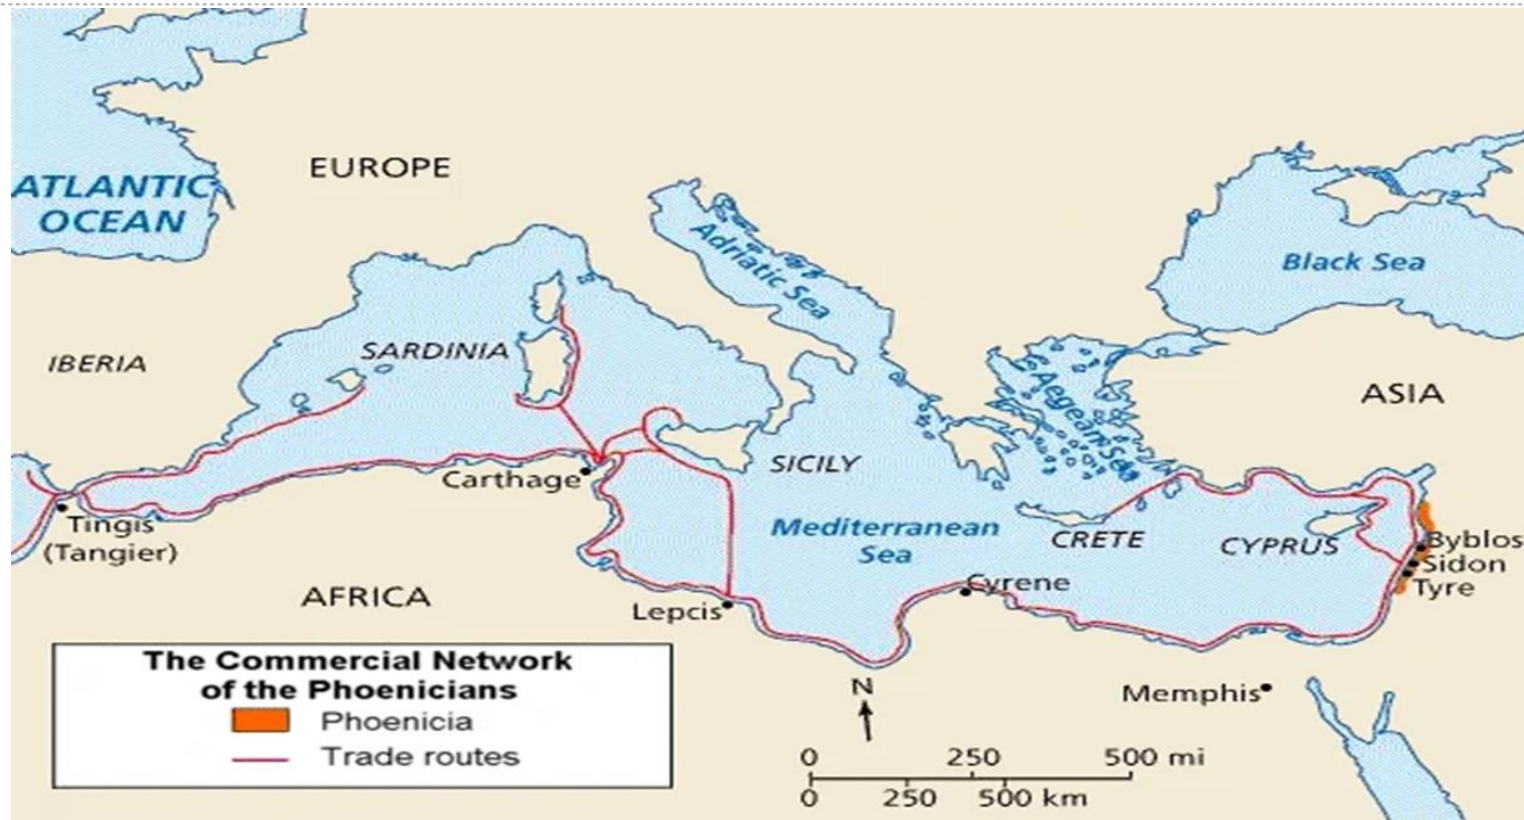 EUROPE
ATLANTIC
OCEAN
Adriatic Sea
Black Sea
IBERIA
SARDINIA
Aegean Sea
ASIA
SICILY
Carthage
Tingis
(Tangier)
Mediterranean
Sea
CRETE
CYPRUS
Byblos
Sidon
Tyre
AFRICA
Lepcis
Cyrene
Memphis
The Commercial Network
of the Phoenicians
Phoenicia
Trade routes
N
0 250 500 mi
0 250 500 km